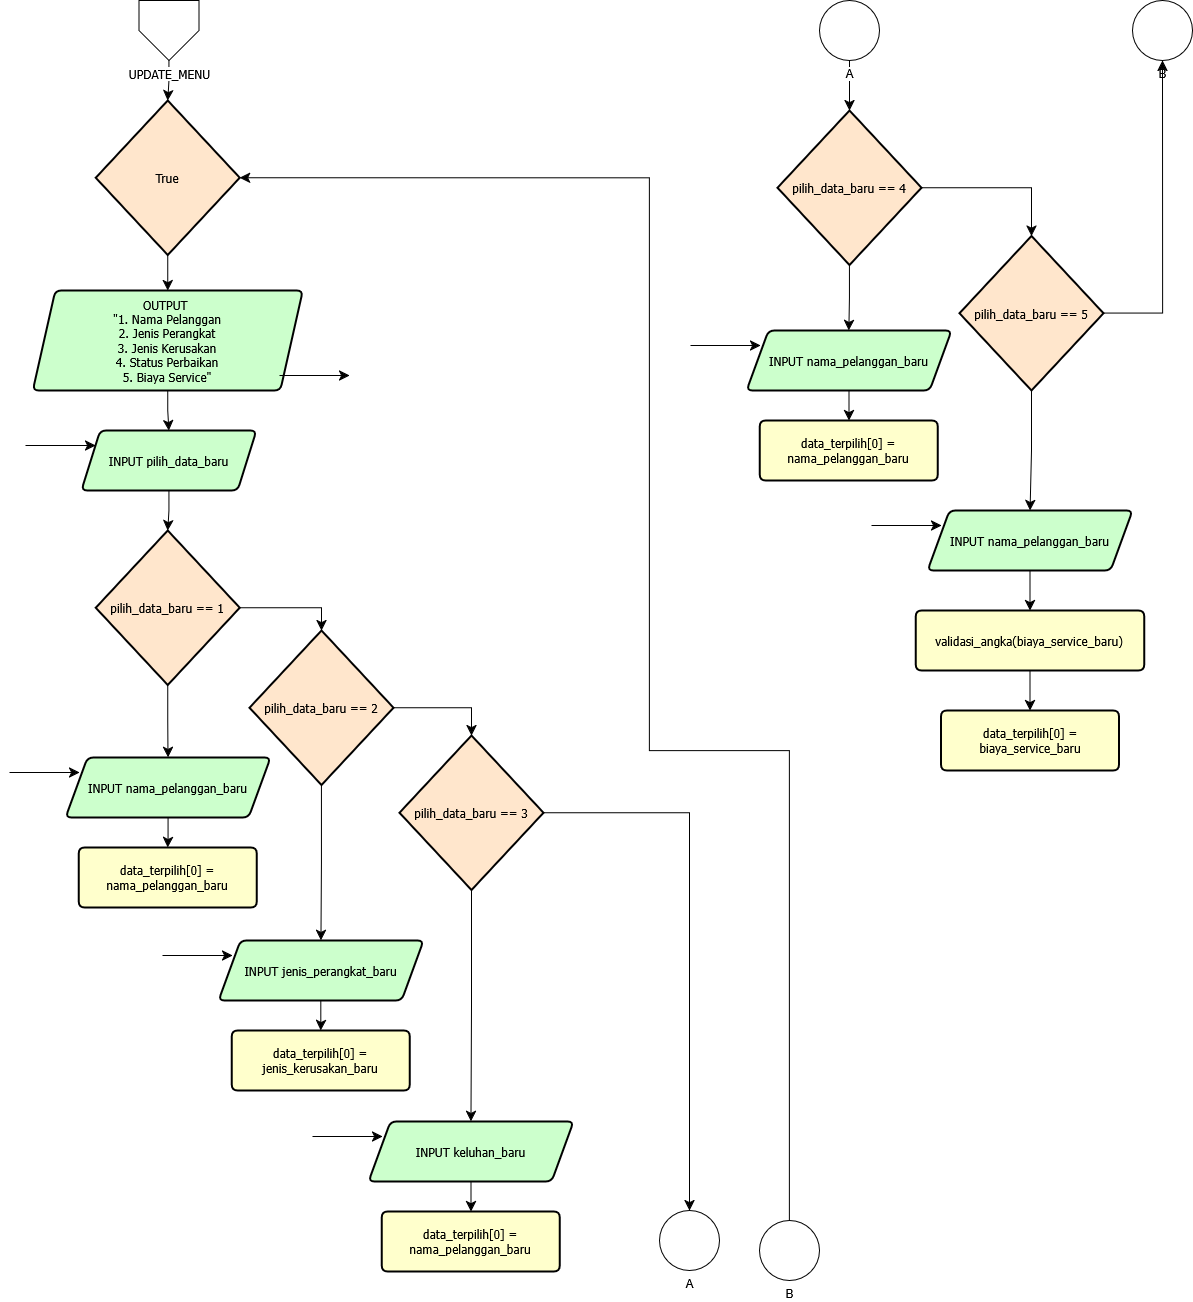 UPDATE_MENU
True
OUTPUT
"1. Nama Pelanggan
2. Jenis Perangkat
3. Jenis Kerusakan
4. Status Perbaikan
5. Biaya Service"
INPUT pilih_data_baru
pilih_data_baru == 1
INPUT nama_pelanggan_baru
data_terpilih[0] =
nama_pelanggan_baru
pilih_data_baru == 2
INPUT jenis_perangkat_baru
data_terpilih[0] =
jenis_kerusakan_baru
pilih_data_baru == 3
INPUT keluhan_baru
data_terpilih[0] =
nama_pelanggan_baru
A
B
A
pilih_data_baru == 4
INPUT nama_pelanggan_baru
data_terpilih[0] =
nama_pelanggan_baru
pilih_data_baru == 5
INPUT nama_pelanggan_baru
validasi_angka(biaya_service_baru)
data_terpilih[0] =
biaya_service_baru
B